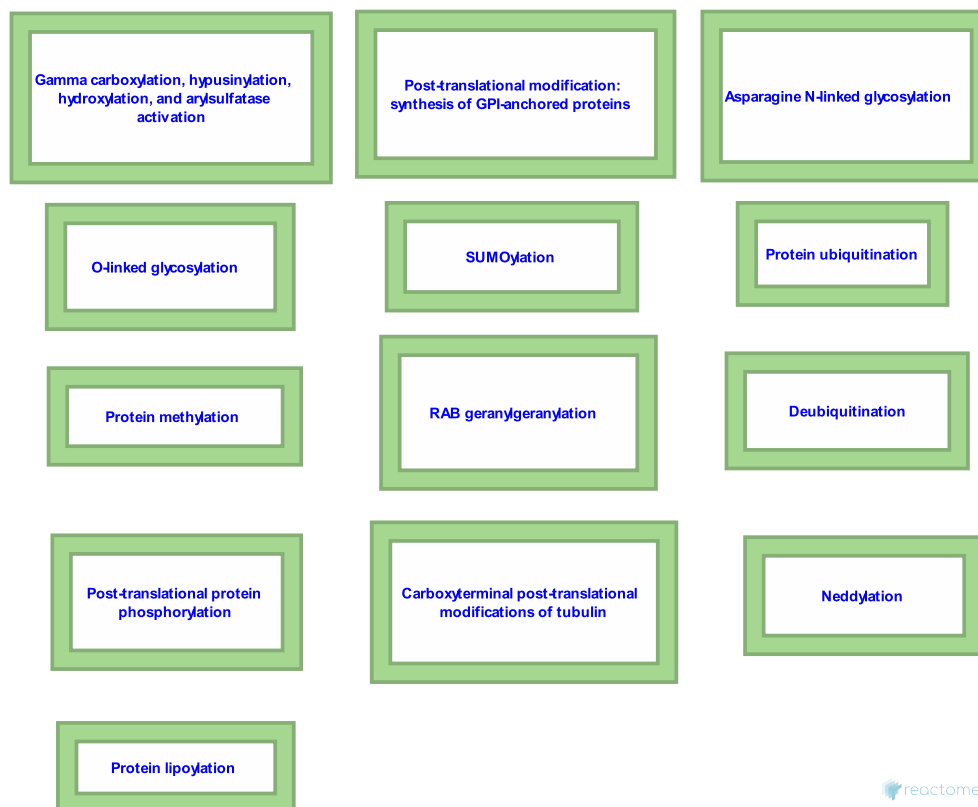 Gamma carboxylation, hypusinylation,
hydroxylation, and arylsulfatase
activation
Post-translational modification:
synthesis of GPI-anchored proteins
Asparagine N-linked glycosylation
O-linked glycosylation
SUMOylation
Protein ubiquitination
Protein methylation
RAB geranylgeranylation
Deubiquitination
Post-translational protein
phosphorylation
Carboxyterminal post-translational
modifications of tubulin
Neddylation
Protein lipoylation
reactome